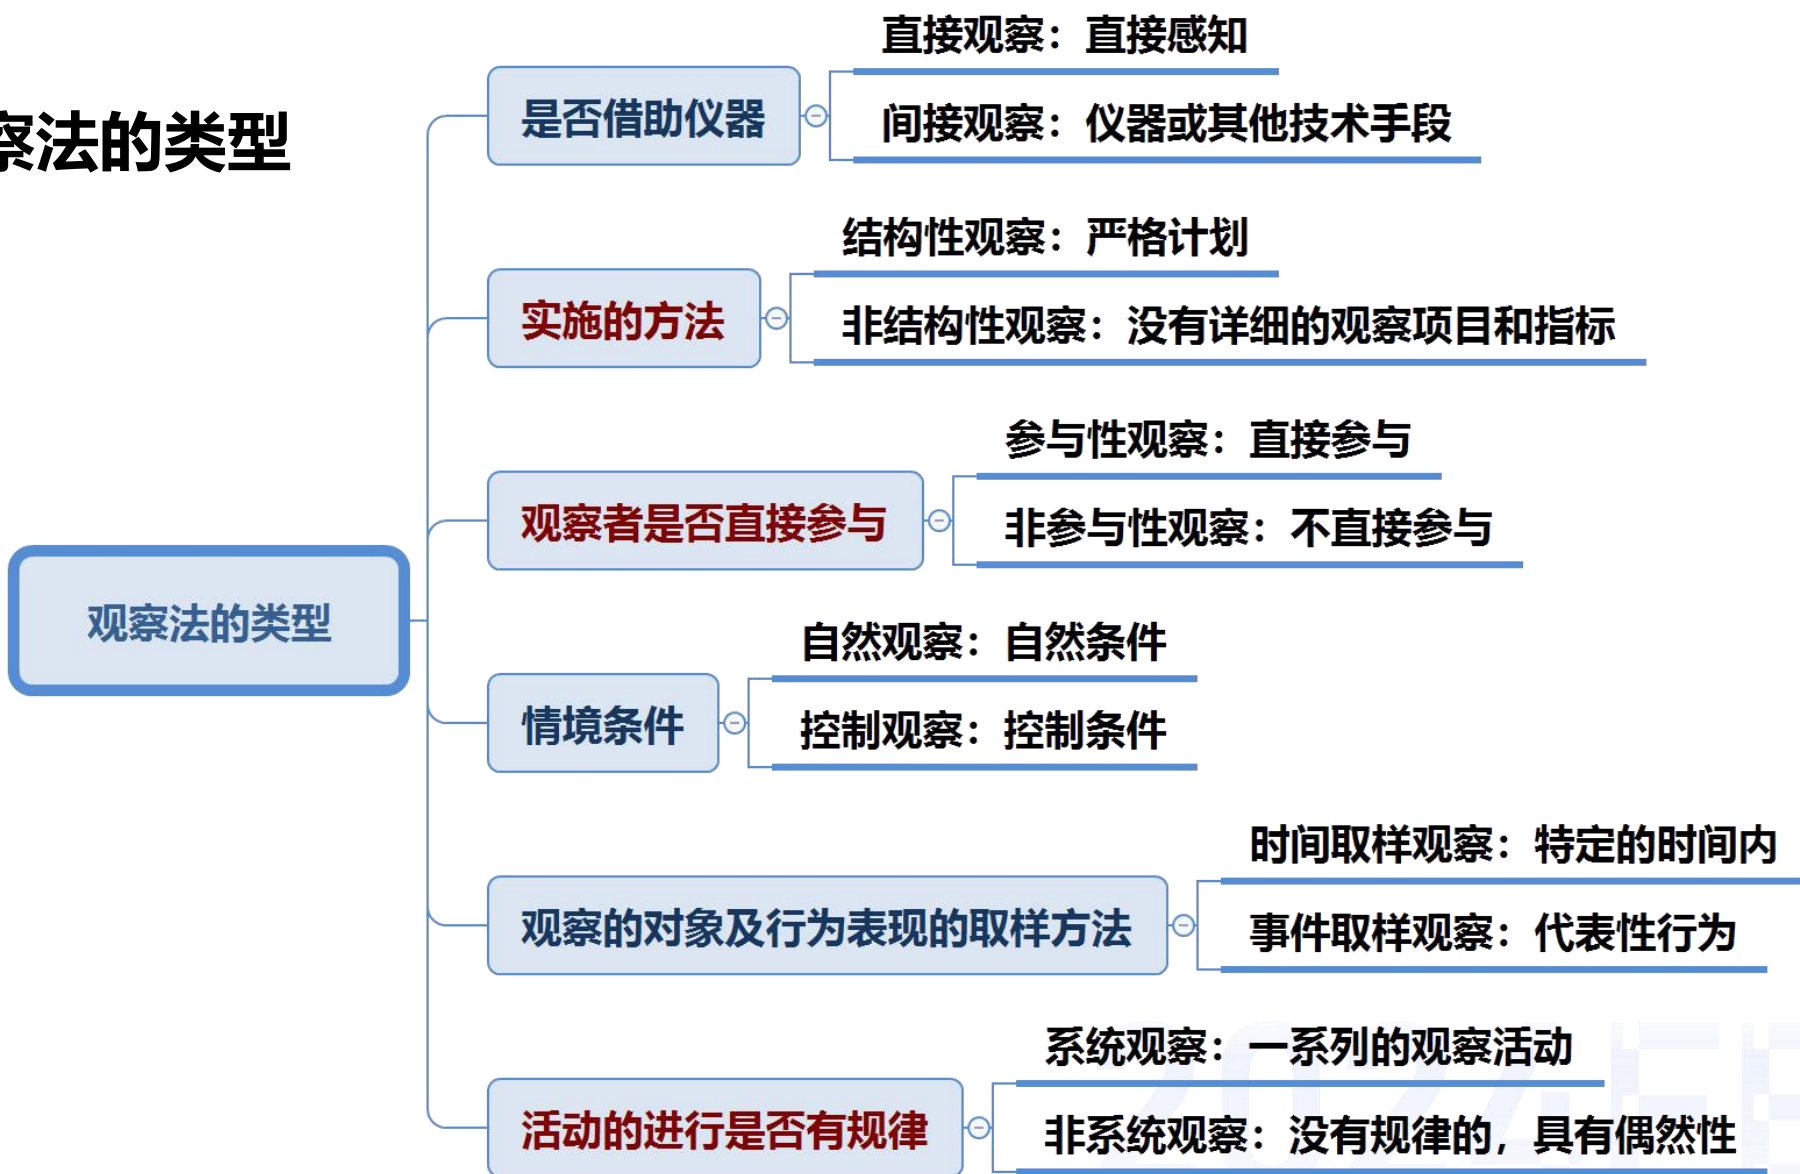 察法的类型
直接观察：直接感知
是否借助仪器
间接观察：仪器或其他技术手段
结构性观察：严格计划
实施的方法
非结构性观察：没有详细的观察项目和指标
参与性观察：直接参与
观察者是否直接参与
非参与性观察：不直接参与
观察法的类型
自然观察：自然条件
情境条件
控制观察：控制条件
时间取样观察：特定的时间内
观察的对象及行为表现的取样方法
事件取样观察：代表性行为
系统观察：一系列的观察活动
活动的进行是否有规律
非系统观察：没有规律的，具有偶然性